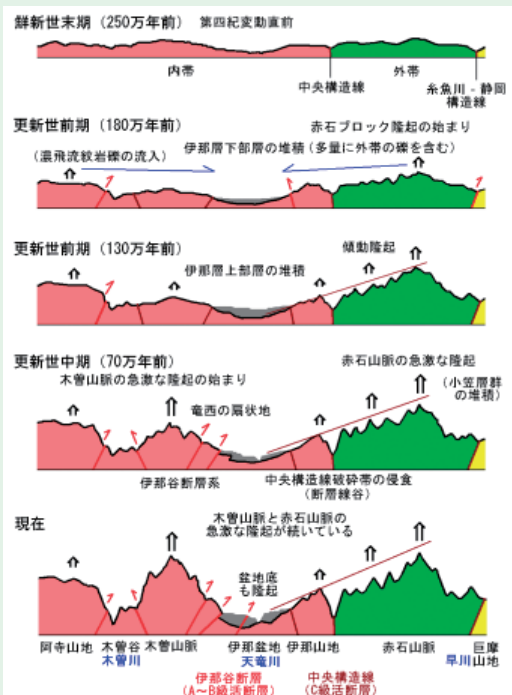 鮮新世末期（250万年前） 第四紀変動直前
内帯
中央構造線
外帯
糸魚川 - 静岡
構造線
更新世前期（180万年前）
赤石ブロック隆起の始まり
（濃飛流紋岩礫の流入）
伊那層下部層の堆積（多量に外帯の礫を含む）
更新世前期（130万年前）
傾動隆起
伊那層上部層の堆積
更新世中期（70万年前）
赤石山脈の急激な隆起
木曽山脈の急激な隆起の始まり
（小笠層群
の堆積）
竜西の扇状地
伊那谷断層系
中央構造線破砕帯の侵食
（断層線谷）
現在
木曽山脈と赤石山脈の
急激な隆起が続いている
盆地底
も隆起
阿寺山地 木曽谷 木曽山脈 伊那盆地 伊那山地 赤石山脈 巨摩
木曽川 天竜川 早川 山地
伊那谷断層
（A～B級活断層）
中央構造線
（C級活断層）